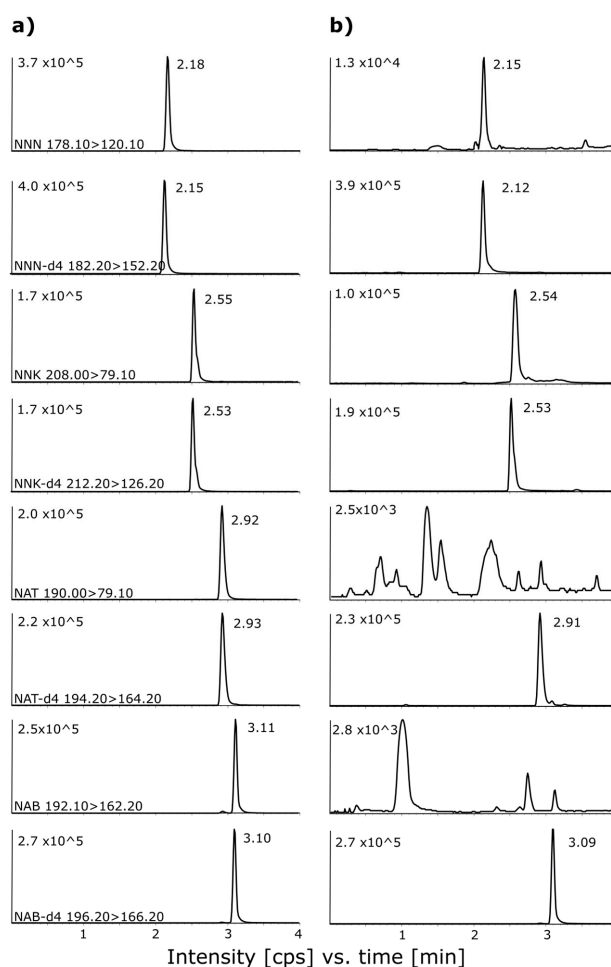 a)
b)
3.7 x10^5
2.18
NNN 178.10>120.10
1.3 x10^4
2.15
4.0 x10^5
2.15
NNN-d4 182.20>152.20
3.9 x10^5
2.12
1.7 x10^5
2.55
NNK 208.00>79.10
1.0 x10^5
2.54
1.7 x10^5
2.53
NNK-d4 212.20>126.20
1.9 x10^5
2.53
2.0 x10^5
2.92
NAT 190.00>79.10
2.5x10^3
2.2 x10^5
2.93
NAT-d4 194.20>164.20
2.3 x10^5
2.91
2.5x10^5
3.11
NAB 192.10>162.20
2.8 x10^3
2.7 x10^5
3.10
NAB-d4 196.20>166.20
2.7 x10^5
3.09
1 2 3 4 1 2 3
Intensity [cps] vs. time [min]